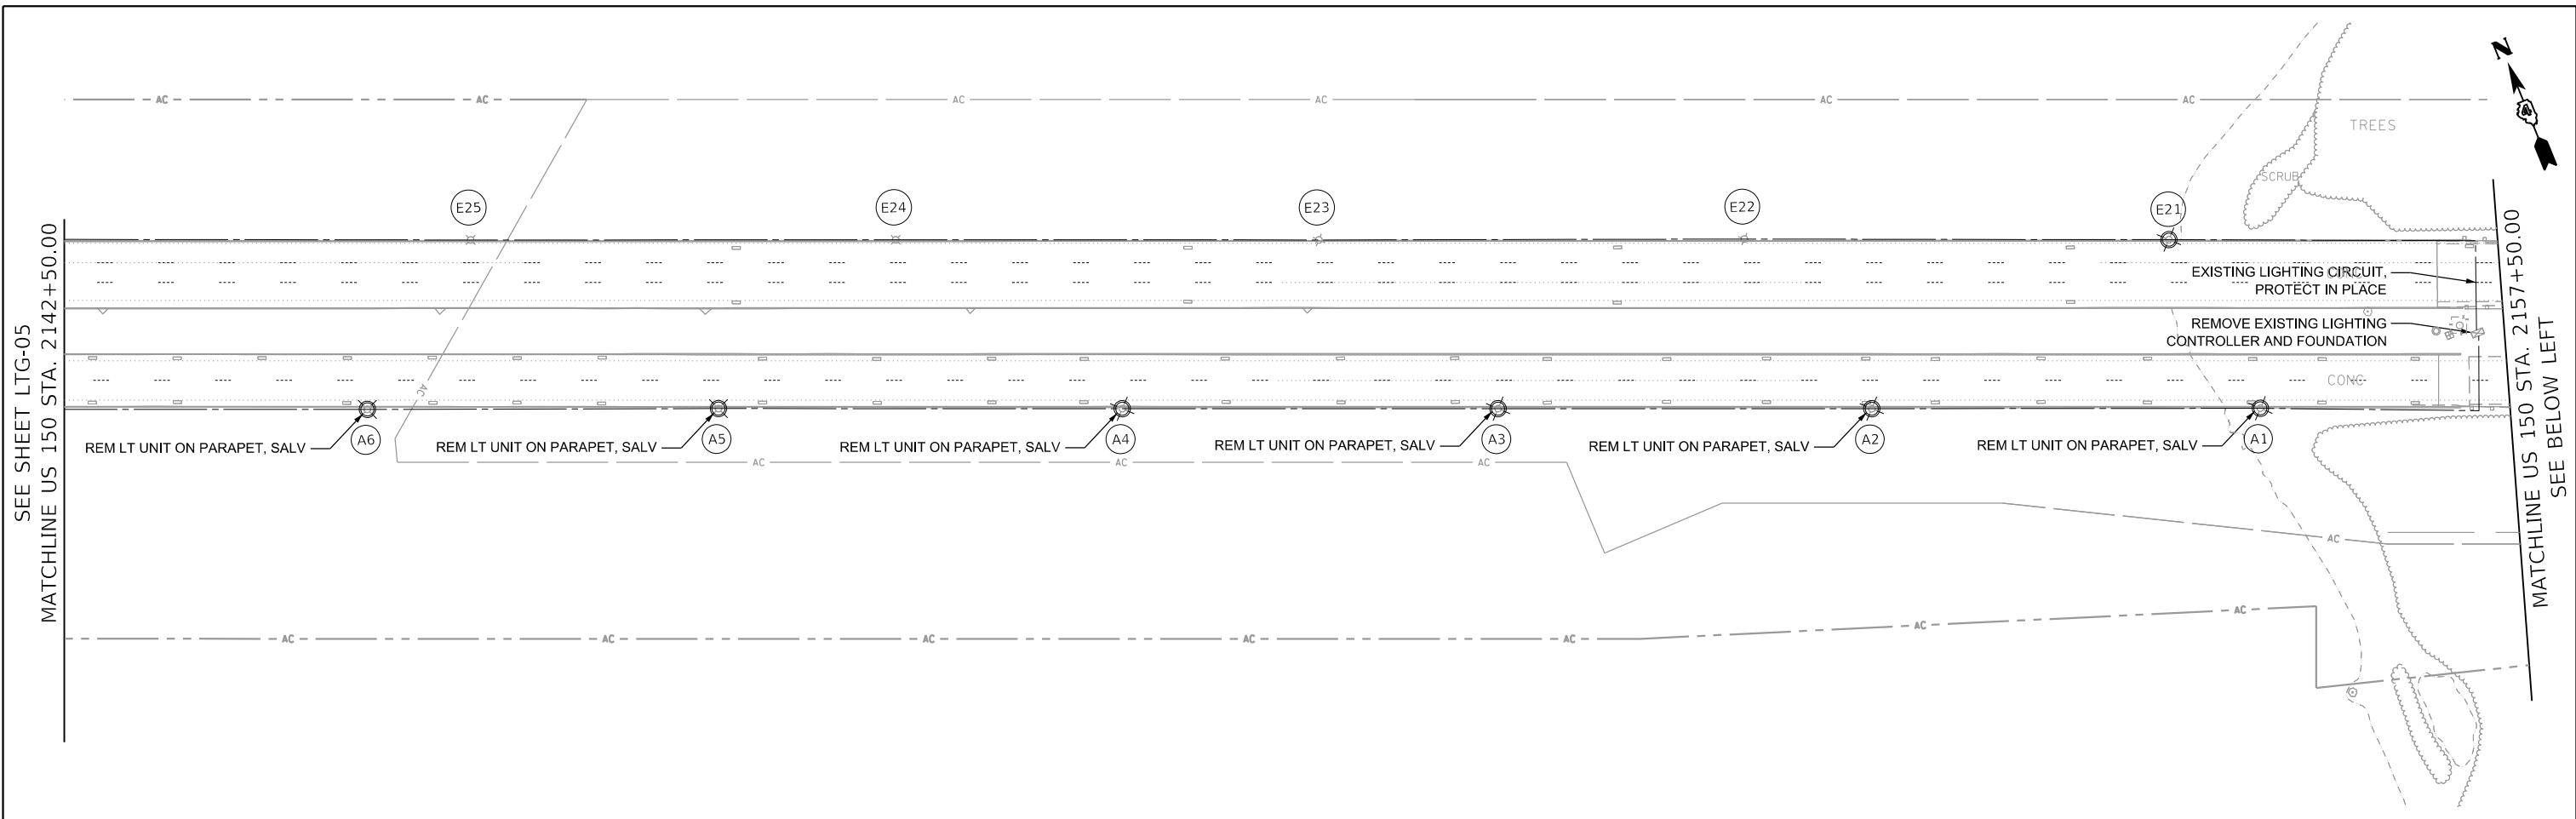 N
AC AC AC AC AC AC
TREES
SCRUB
E25 E24 E23 E22 E21
SEE SHEET LTG-05
MATCHLINE US 150 STA. 2142+50.00
EXISTING LIGHTING CIRCUIT,
PROTECT IN PLACE
REMOVE EXISTING LIGHTING
CONTROLLER AND FOUNDATION
CONC
AC
REM LT UNIT ON PARAPET, SALV A6
REM LT UNIT ON PARAPET, SALV A5
REM LT UNIT ON PARAPET, SALV A4
REM LT UNIT ON PARAPET, SALV A3
REM LT UNIT ON PARAPET, SALV A2
REM LT UNIT ON PARAPET, SALV A1
AC AC AC
AC
AC AC AC AC AC AC AC
MATCHLINE US 150 STA. 2157+50.00
SEE BELOW LEFT